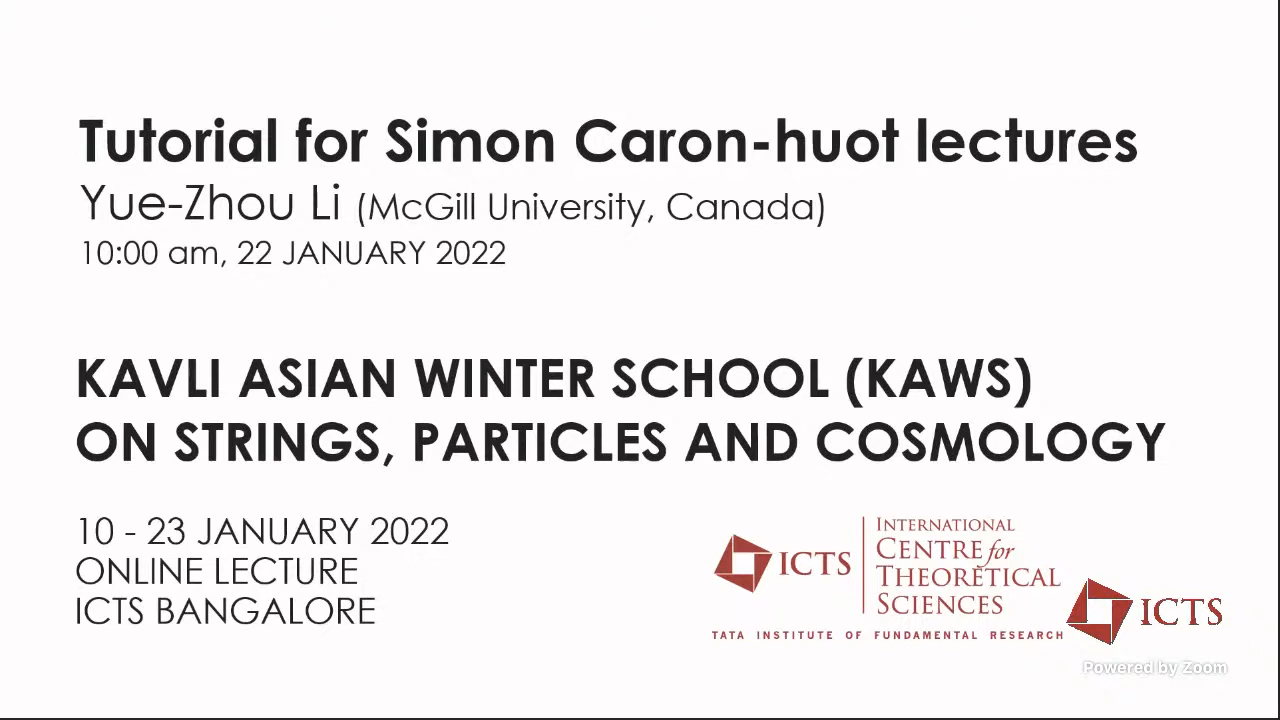 Tutorial for Simon Caron-huot lectures
Yue-Zhou Li (McGill University, Canada)
10:00 am, 22 JANUARY 2022
KAVLI ASIAN WINTER SCHOOL (KAWS)
ON STRINGS, PARTICLES AND COSMOLOGY
10 - 23 JANUARY 2022
ONLINE LECTURE
ICTS BANGALORE
ICTS
INTERNATIONAL
CENTRE for
THEORETICAL
SCIENCES
TATA INSTITUTE OF FUNDAMENTAL RESEARCH
ICTS
Powered by Zoom